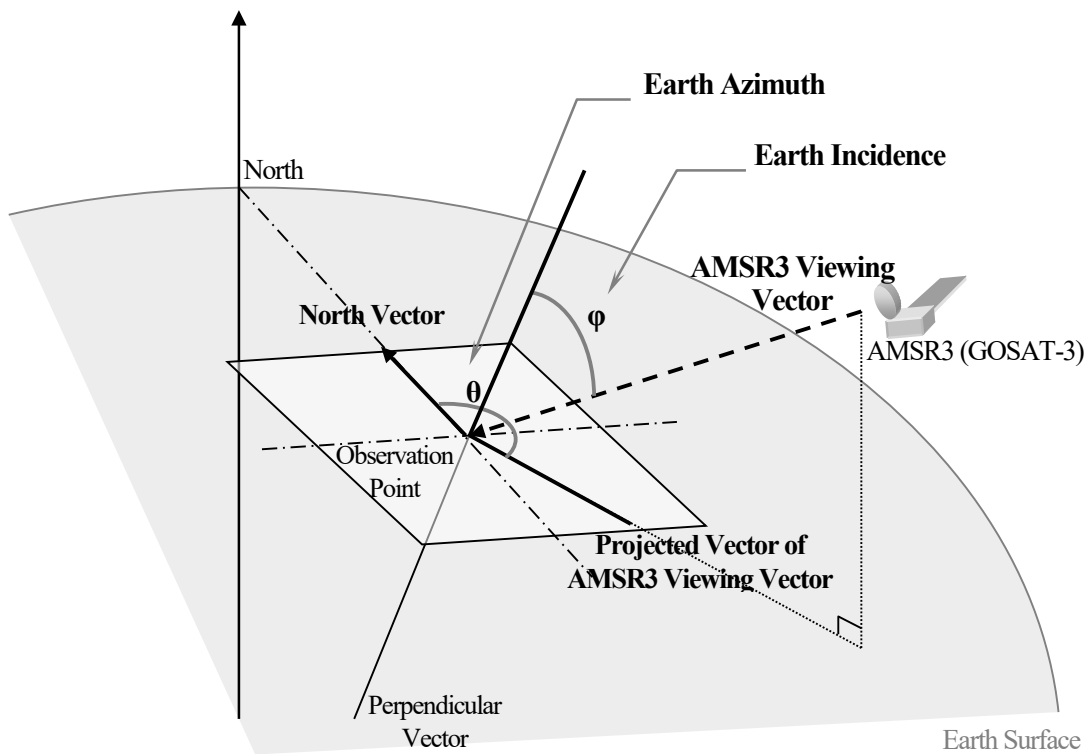 Earth Azimuth
Earth Incidence
North
AMSR3 Viewing
Vector
North Vector
φ
AMSR3 (GOSAT-3)
θ
Observation
Point
Projected Vector of
AMSR3 Viewing Vector
Perpendicular
Vector
Earth Surface